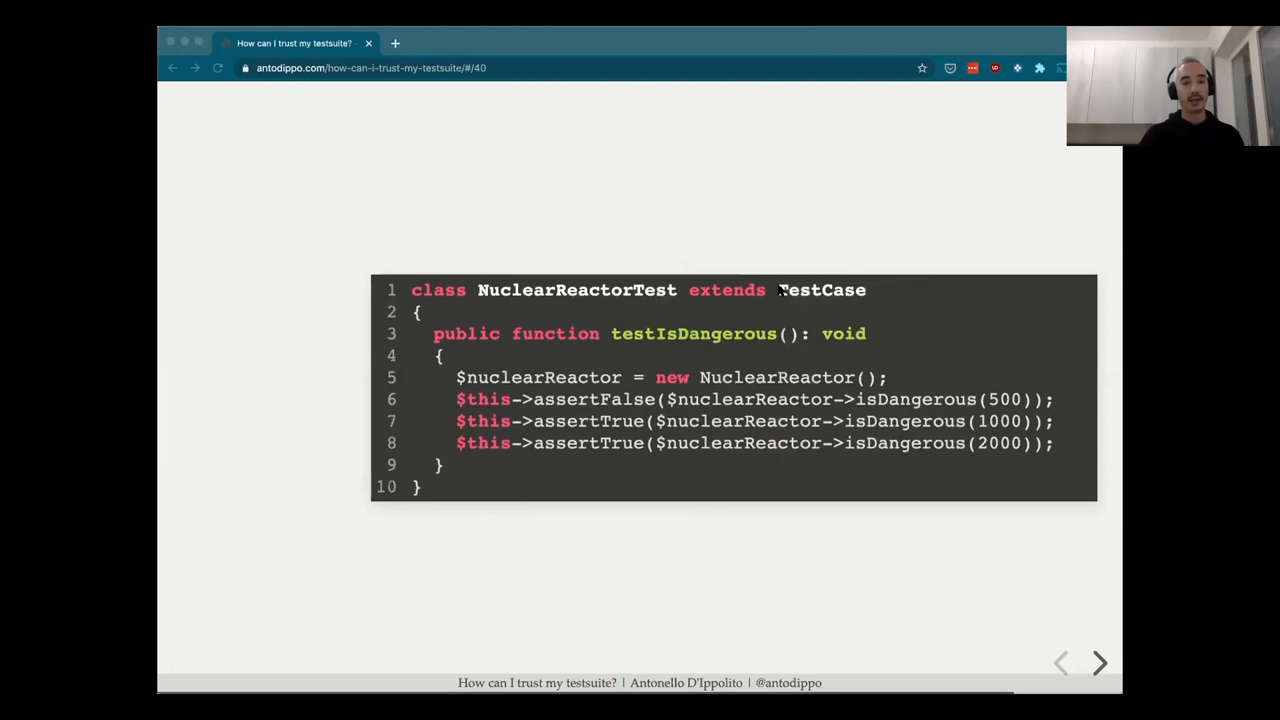 How can I trust my testsuite?
antodippo.com/how-can-i-trust-my-testsuite/#/40
1 class NuclearReactorTest extends TestCase
2 {
3 public function testIsDangerous(): void
4 {
5 $nuclearReactor = new NuclearReactor();
6 $this->assertFalse($nuclearReactor->isDangerous(500));
7 $this->assertTrue($nuclearReactor->isDangerous(1000));
8 $this->assertTrue($nuclearReactor->isDangerous(2000));
9 }
10 }
How can I trust my testsuite? | Antonello D'Ippolito | @antodippo